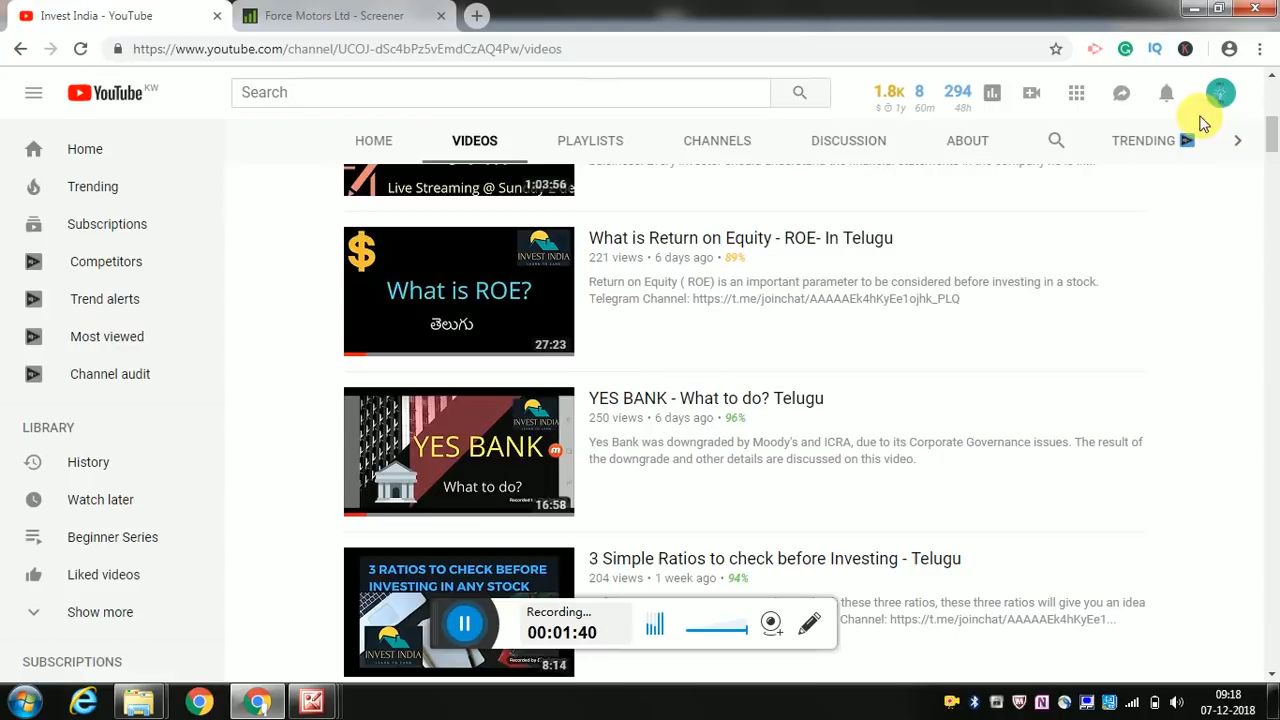 Invest India - YouTube
Force Motors Ltd - Screener
https://www.youtube.com/channel/UCOJ-dSc4bPz5vEmdCzAQ4Pw/videos
YouTube KW
Search
1.8K 8 294
1y 60m 48h
HOME VIDEOS PLAYLISTS CHANNELS DISCUSSION ABOUT TRENDING
Home
Trending
Subscriptions
Competitors
Trend alerts
Most viewed
Channel audit
LIBRARY
History
Watch later
Beginner Series
Liked videos
Show more
SUBSCRIPTIONS
Live Streaming @ Sunday
1:03:56
INVEST INDIA
What is ROE?
తెలుగు
27:23
What is Return on Equity - ROE- In Telugu
221 views • 6 days ago • 89%
Return on Equity ( ROE) is an important parameter to be considered before investing in a stock.
Telegram Channel: https://t.me/joinchat/AAAAAEk4hKyEe1ojhk_PLQ
INVEST INDIA
YES BANK
What to do?
16:58
YES BANK - What to do? Telugu
250 views • 6 days ago • 96%
Yes Bank was downgraded by Moody's and ICRA, due to its Corporate Governance issues. The result of
the downgrade and other details are discussed on this video.
3 RATIOS TO CHECK BEFORE
INVESTING IN ANY STOCK
INVEST INDIA
8:14
3 Simple Ratios to check before Investing - Telugu
204 views • 1 week ago • 94%
these three ratios, these three ratios will give you an idea
Channel: https://t.me/joinchat/AAAAAEk4hKyEe1...
Recording...
00:01:40
09:18
07-12-2018